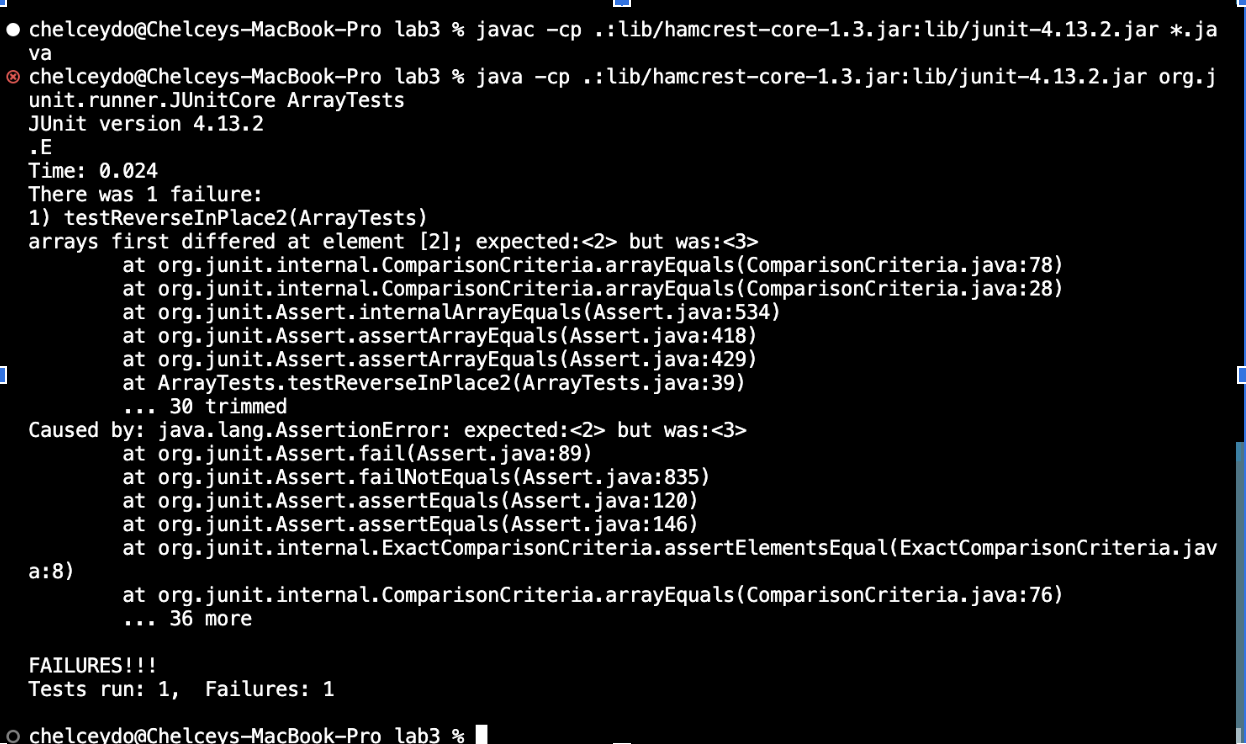 chelceydo@Chelceys-MacBook-Pro lab3 % javac -cp .:lib/hamcrest-core-1.3.jar:lib/junit-4.13.2.jar *.ja
va
chelceydo@Chelceys-MacBook-Pro lab3 % java -cp .:lib/hamcrest-core-1.3.jar:lib/junit-4.13.2.jar org.j
unit.runner.JUnitCore ArrayTests
JUnit version 4.13.2
.E
Time: 0.024
There was 1 failure:
1) testReverseInPlace2(ArrayTests)
arrays first differed at element [2]; expected:<2> but was:<3>
        at org.junit.internal.ComparisonCriteria.arrayEquals(ComparisonCriteria.java:78)
        at org.junit.internal.ComparisonCriteria.arrayEquals(ComparisonCriteria.java:28)
        at org.junit.Assert.internalArrayEquals(Assert.java:534)
        at org.junit.Assert.assertArrayEquals(Assert.java:418)
        at org.junit.Assert.assertArrayEquals(Assert.java:429)
        at ArrayTests.testReverseInPlace2(ArrayTests.java:39)
        ... 30 trimmed
Caused by: java.lang.AssertionError: expected:<2> but was:<3>
        at org.junit.Assert.fail(Assert.java:89)
        at org.junit.Assert.failNotEquals(Assert.java:835)
        at org.junit.Assert.assertEquals(Assert.java:120)
        at org.junit.Assert.assertEquals(Assert.java:146)
        at org.junit.internal.ExactComparisonCriteria.assertElementsEqual(ExactComparisonCriteria.jav
a:8)
        at org.junit.internal.ComparisonCriteria.arrayEquals(ComparisonCriteria.java:76)
        ... 36 more

FAILURES!!!
Tests run: 1,  Failures: 1

chelceydo@Chelceys-MacBook-Pro lab3 %